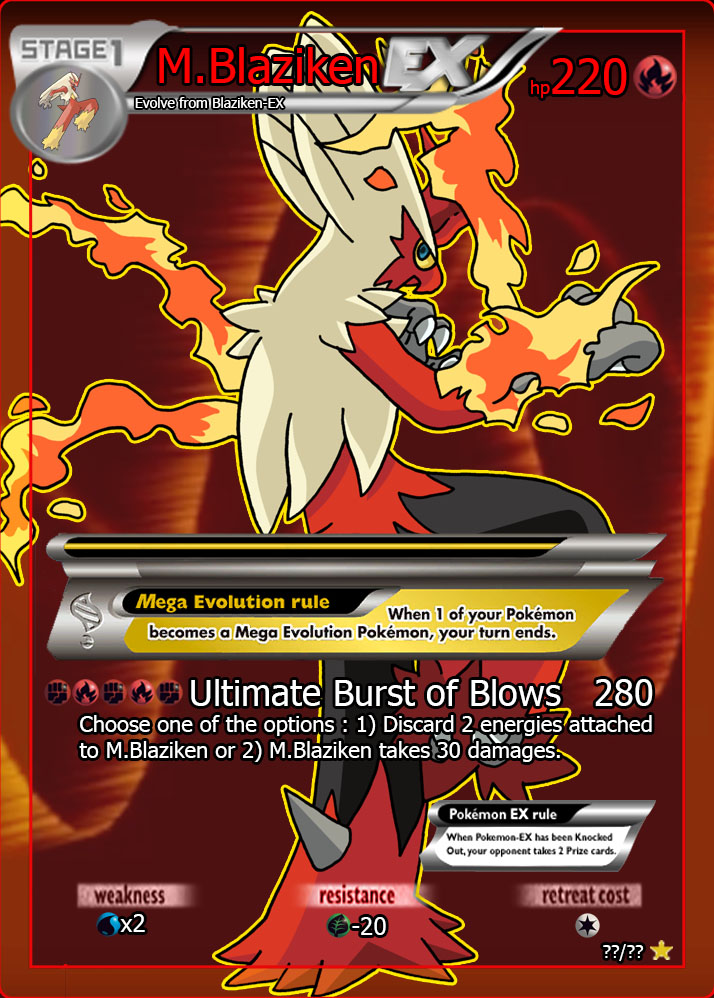 STAGE1
M.Blaziken EX
hp220
Evolve from Blaziken-EX
Mega Evolution rule
When 1 of your Pokémon
becomes a Mega Evolution Pokémon, your turn ends.
Ultimate Burst of Blows 280
Choose one of the options : 1) Discard 2 energies attached
to M.Blaziken or 2) M.Blaziken takes 30 damages.
Pokémon EX rule
When Pokemon-EX has been Knocked
Out, your opponent takes 2 Prize cards.
weakness resistance retreat cost
x2 -20
??/??